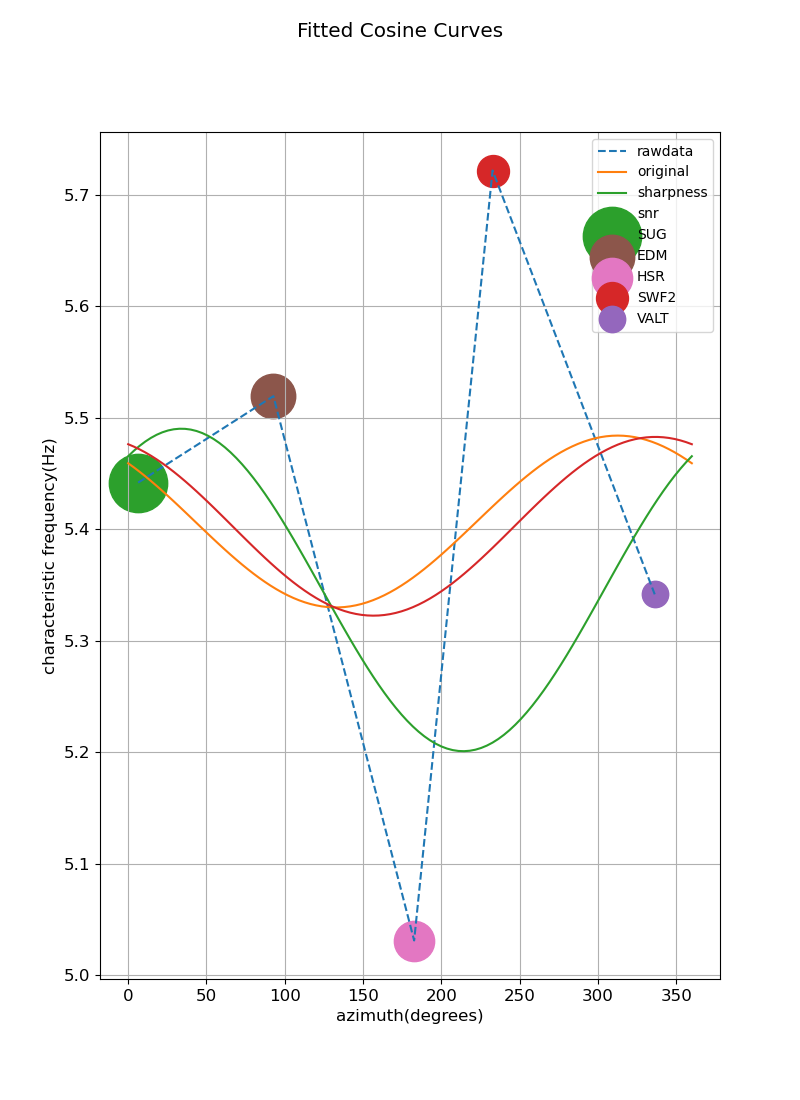 Fitted Cosine Curves
rawdata
original
sharpness
snr
SUG
EDM
HSR
SWF2
VALT
5.7
5.6
5.5
5.4
5.3
5.2
5.1
5.0
characteristic frequency(Hz)
0 50 100 150 200 250 300 350
azimuth(degrees)